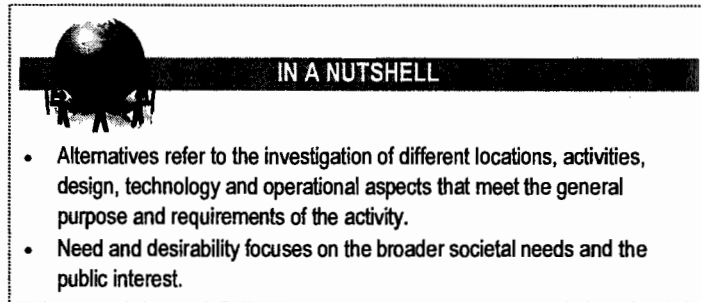 IN A NUTSHELL
• Alternatives refer to the investigation of different locations, activities,
design, technology and operational aspects that meet the general
purpose and requirements of the activity.
• Need and desirability focuses on the broader societal needs and the
public interest.